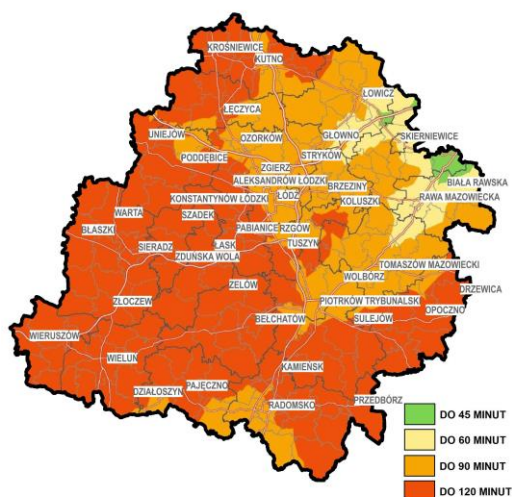 KROŚNIEWICE
KUTNO
ŁOWICZ
ŁĘCZYCA
UNIEJÓW
OZORKÓW
GŁOWNO
SKIERNIEWICE
PODDĘBICE
STRYKÓW
ZGIERZ
ALEKSANDRÓW ŁÓDZKI
BRZEZINY
BIAŁA RAWSKA
KONSTANTYNÓW ŁÓDZKI
ŁÓDŹ
KOLUSZKI
RAWA MAZOWIECKA
WARTA
SZADEK
PABIANICE
RZGÓW
BŁASZKI
SIERADZ
ŁASK
TUSZYN
ZDUŃSKA WOLA
TOMASZÓW MAZOWIECKI
WOLBÓRZ
ZELÓW
DRZEWICA
ZŁOCZEW
PIOTRKÓW TRYBUNALSKI
OPOCZNO
BEŁCHATÓW
SULEJÓW
WIERUSZÓW
WIELUŃ
KAMIEŃSK
DZIAŁOSZYN
PAJĘCZNO
RADOMSKO
PRZEDBÓRZ
DO 45 MINUT
DO 60 MINUT
DO 90 MINUT
DO 120 MINUT